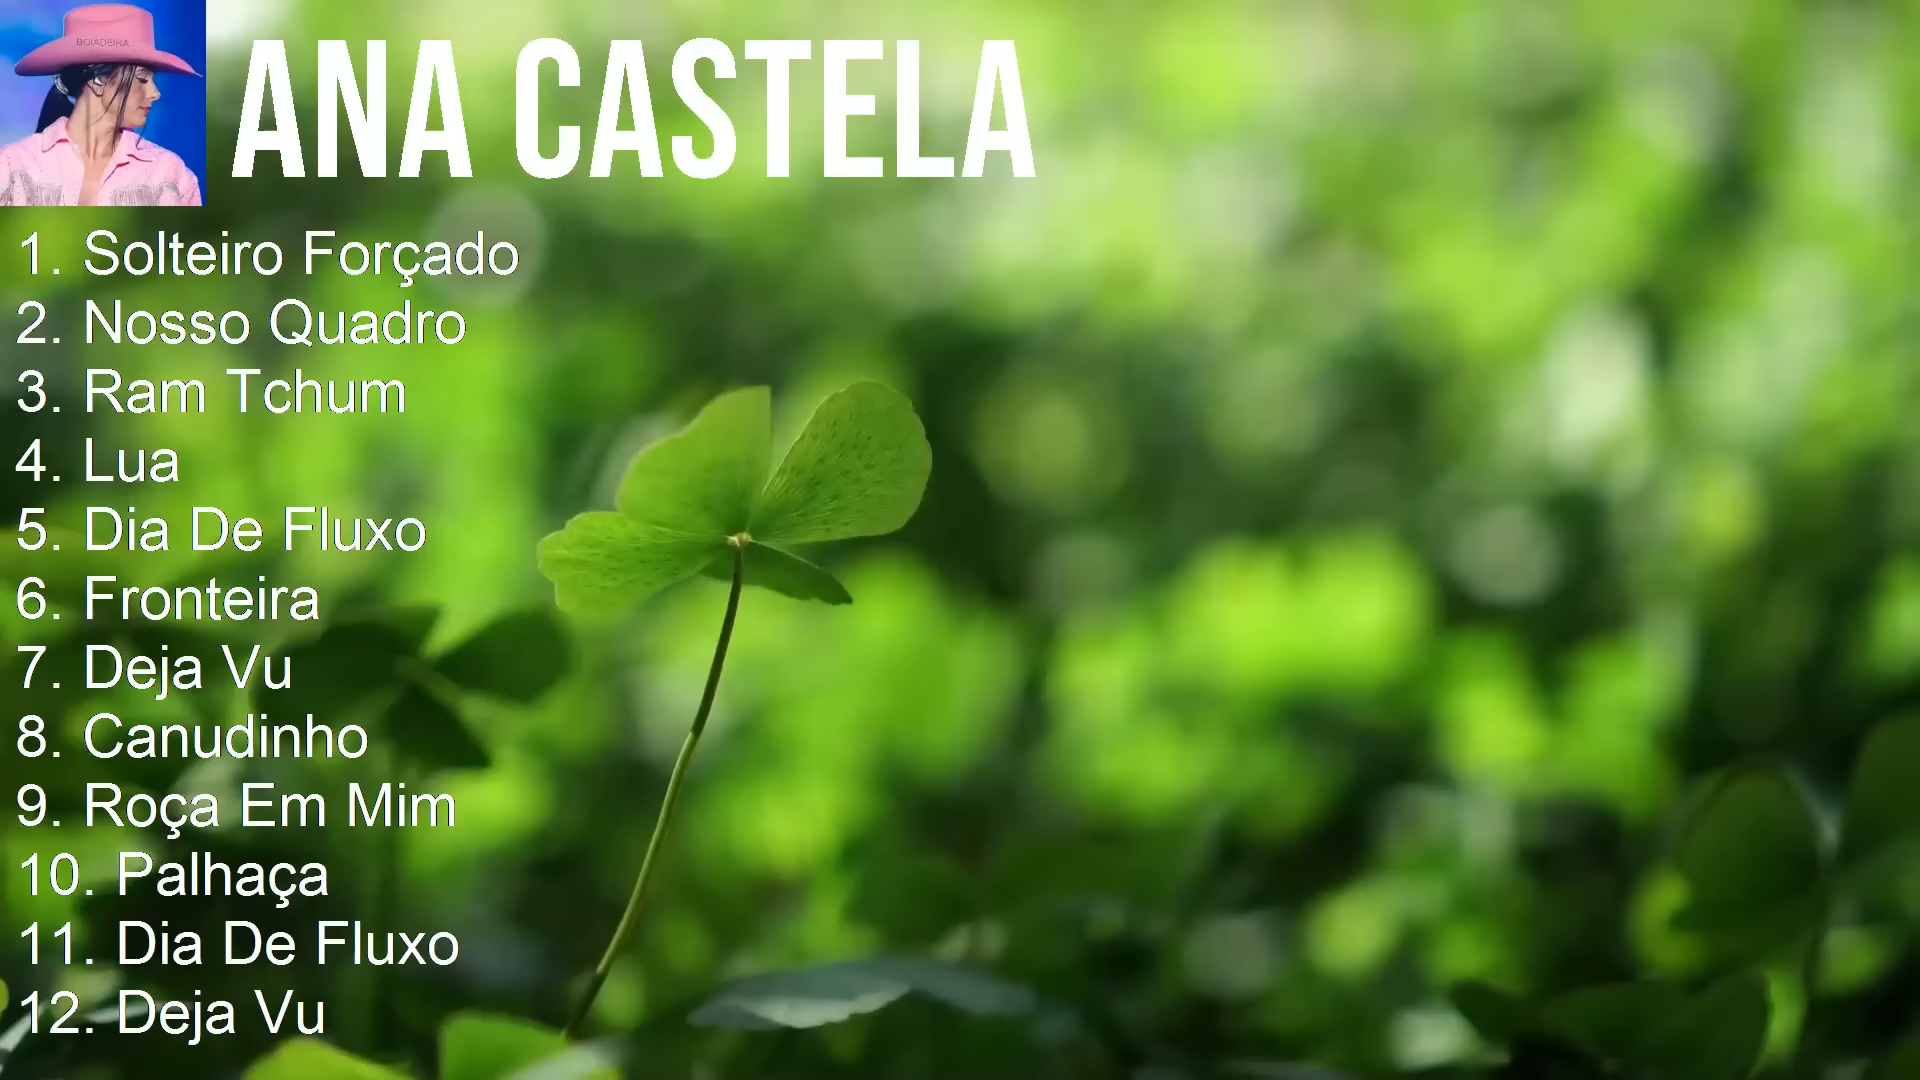 BOIADEIRA
ANA CASTELA
1. Solteiro Forçado
2. Nosso Quadro
3. Ram Tchum
4. Lua
5. Dia De Fluxo
6. Fronteira
7. Deja Vu
8. Canudinho
9. Roça Em Mim
10. Palhaça
11. Dia De Fluxo
12. Deja Vu